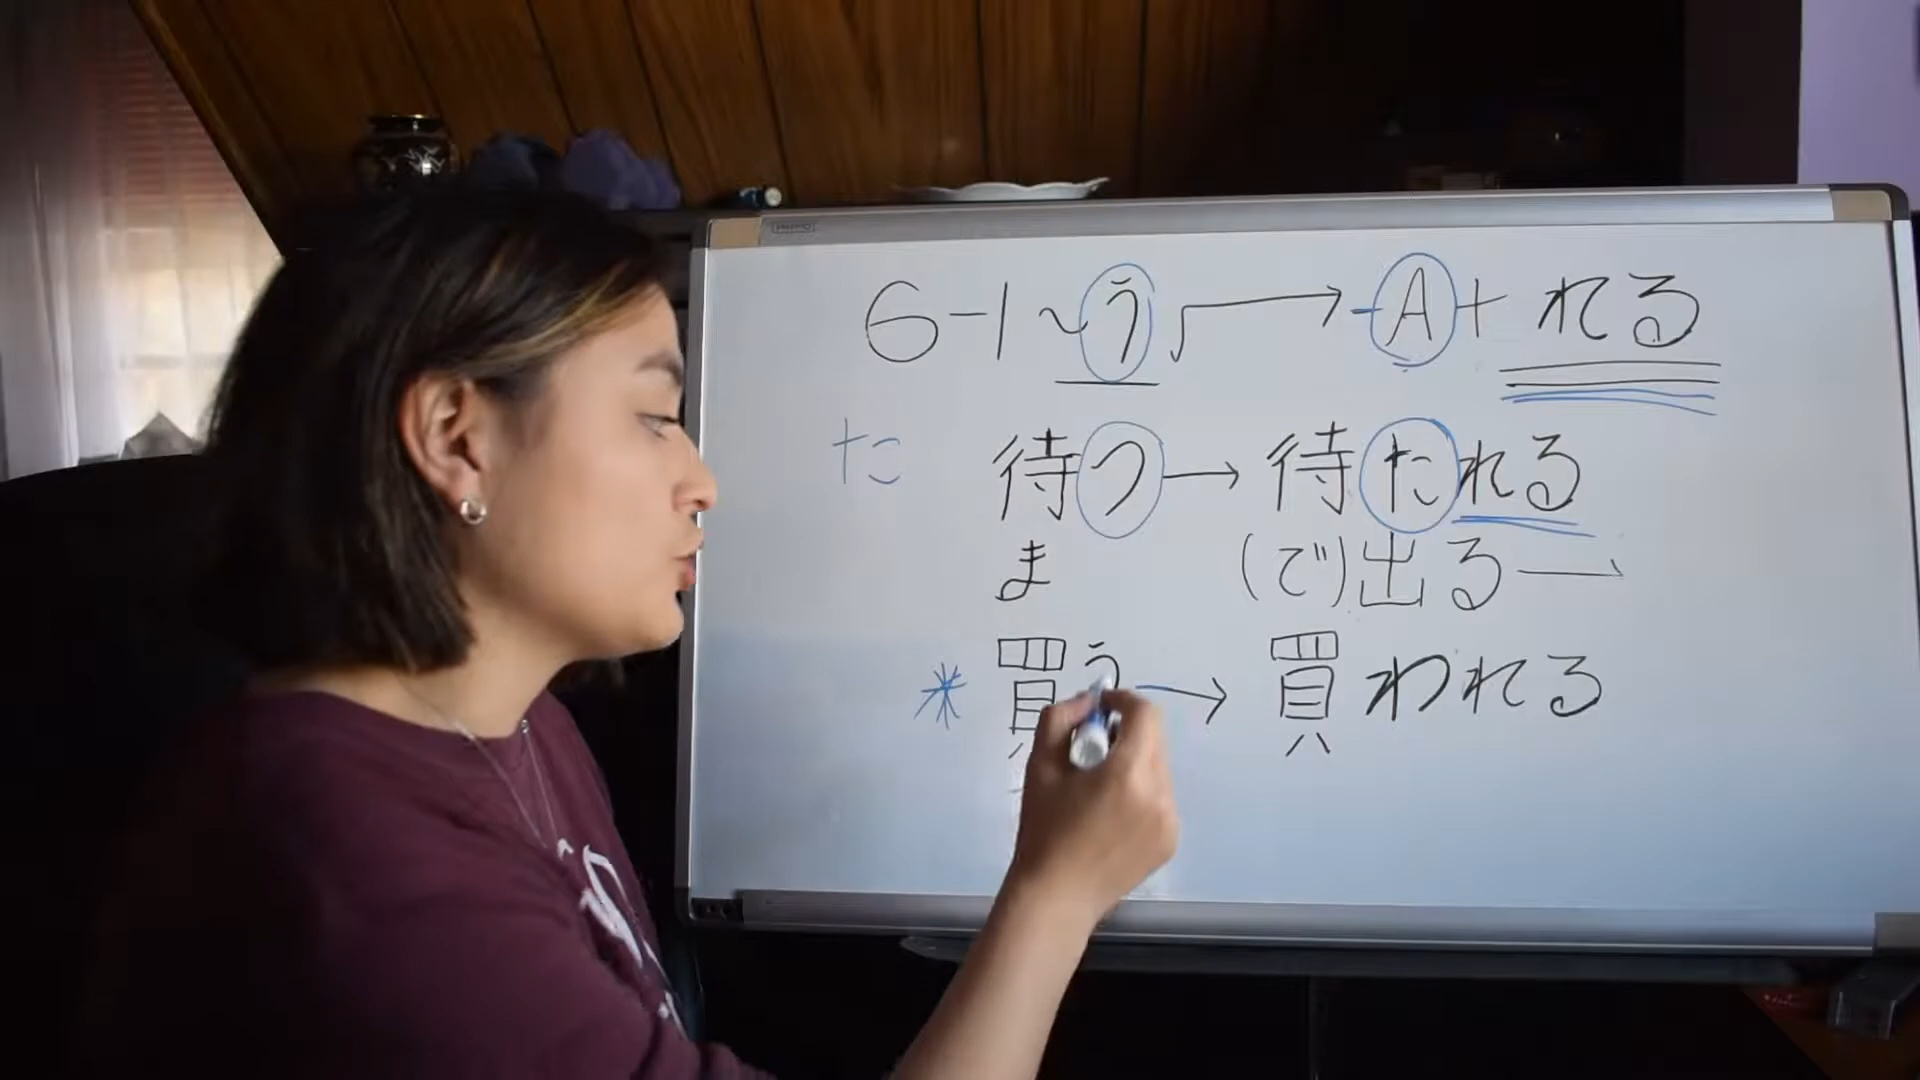 G-1 ~う」 → -A + れる
た 待つ → 待たれる
ま (で)出る →
* 買う → 買われる